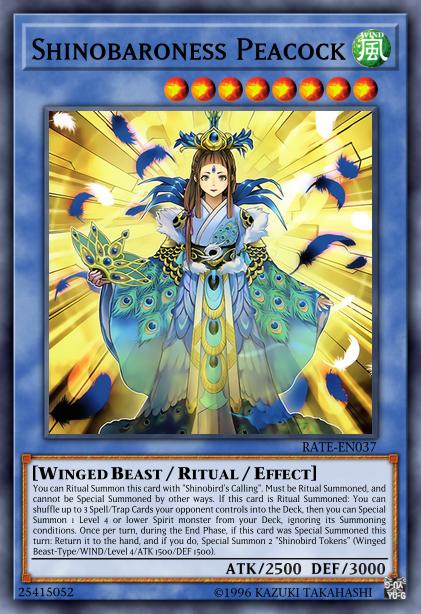 SHINOBARONESS PEACOCK
WIND
風
RATE-EN037
[WINGED BEAST / RITUAL / EFFECT]
You can Ritual Summon this card with "Shinobird's Calling". Must be Ritual Summoned, and
cannot be Special Summoned by other ways. If this card is Ritual Summoned: You can
shuffle up to 3 Spell/Trap Cards your opponent controls into the Deck, then you can Special
Summon 1 Level 4 or lower Spirit monster from your Deck, ignoring its Summoning
conditions. Once per turn, during the End Phase, if this card was Special Summoned this
turn: Return it to the hand, and if you do, Special Summon 2 "Shinobird Tokens" (Winged
Beast-Type/WIND/Level 4/ATK 1500/DEF 1500).
ATK/2500 DEF/3000
25415052
©1996 KAZUKI TAKAHASHI